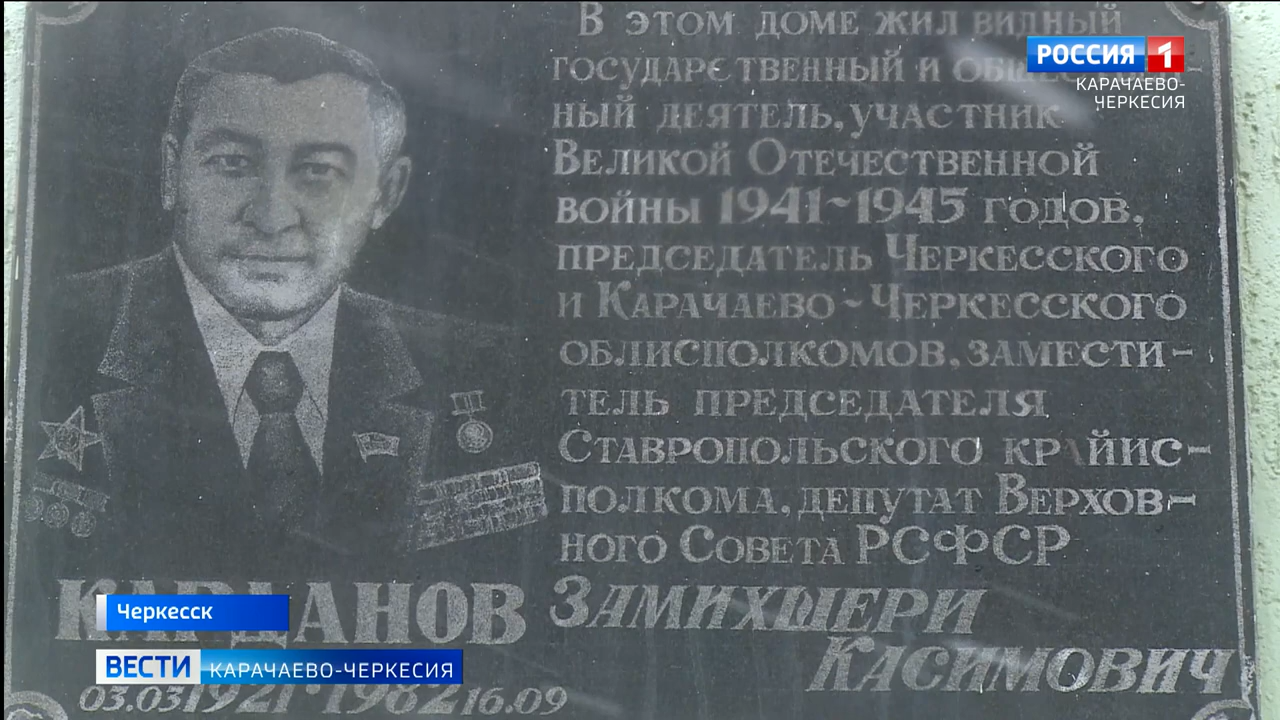 В ЭТОМ ДОМЕ ЖИЛ ВИДНЫЙ
ГОСУДАРСТВЕННЫЙ И
НЫЙ ДЕЯТЕЛЬ, УЧАСТНИК
ВЕЛИКОЙ ОТЕЧЕСТВЕННОЙ
ВОЙНЫ 1941~1945 ГОДОВ,
ПРЕДСЕДАТЕЛЬ ЧЕРКЕССКОГО
И КАРАЧАЕВО-ЧЕРКЕССКОГО
ОБЛИСПОЛКОМОВ, ЗАМЕСТИ-
ТЕЛЬ ПРЕДСЕДАТЕЛЯ
СТАВРОПОЛЬСКОГО КРАЙИС-
ПОЛКОМА, ДЕПУТАТ ВЕРХОВ-
НОГО СОВЕТА РСФСР
КАРДАНОВ ЗАМИХШЕРИ
КАСИМОВИЧ
03.03 1921 - 1982 16.09
РОССИЯ 1
КАРАЧАЕВО-
ЧЕРКЕСИЯ
Черкесск
ВЕСТИ КАРАЧАЕВО-ЧЕРКЕСИЯ